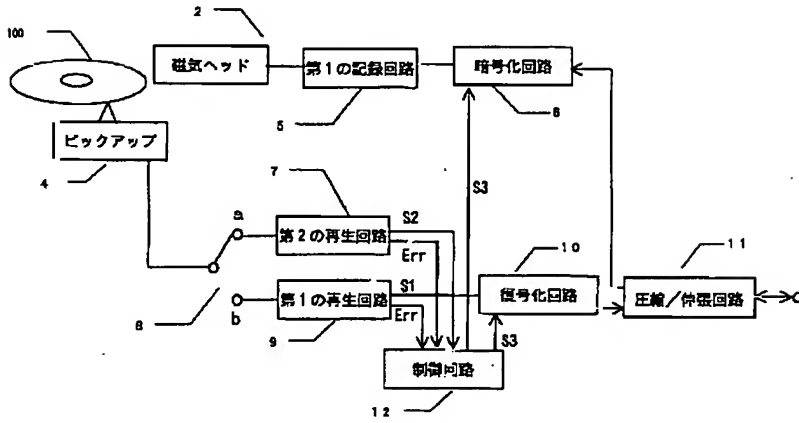 100
2
磁気ヘッド
第1の記録回路
暗号化回路
5
6
ピックアップ
4
S3
7
a
第2の再生回路
S2
Err
10
11
8
b
第1の再生回路
S1
Err
復号化回路
圧縮/伸張回路
9
S3
制御回路
12